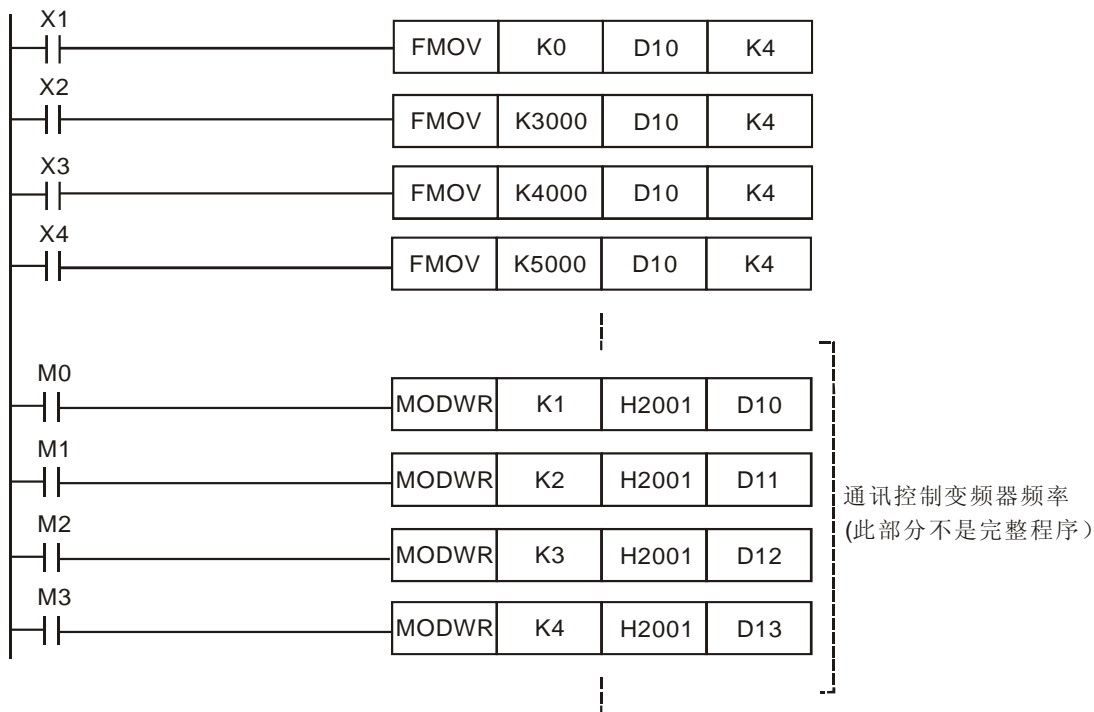 X1
FMOV K0 D10 K4
X2
FMOV K3000 D10 K4
X3
FMOV K4000 D10 K4
X4
FMOV K5000 D10 K4
M0
MODWR K1 H2001 D10
M1
MODWR K2 H2001 D11
M2
MODWR K3 H2001 D12
M3
MODWR K4 H2001 D13
通讯控制变频器频率
(此部分不是完整程序）